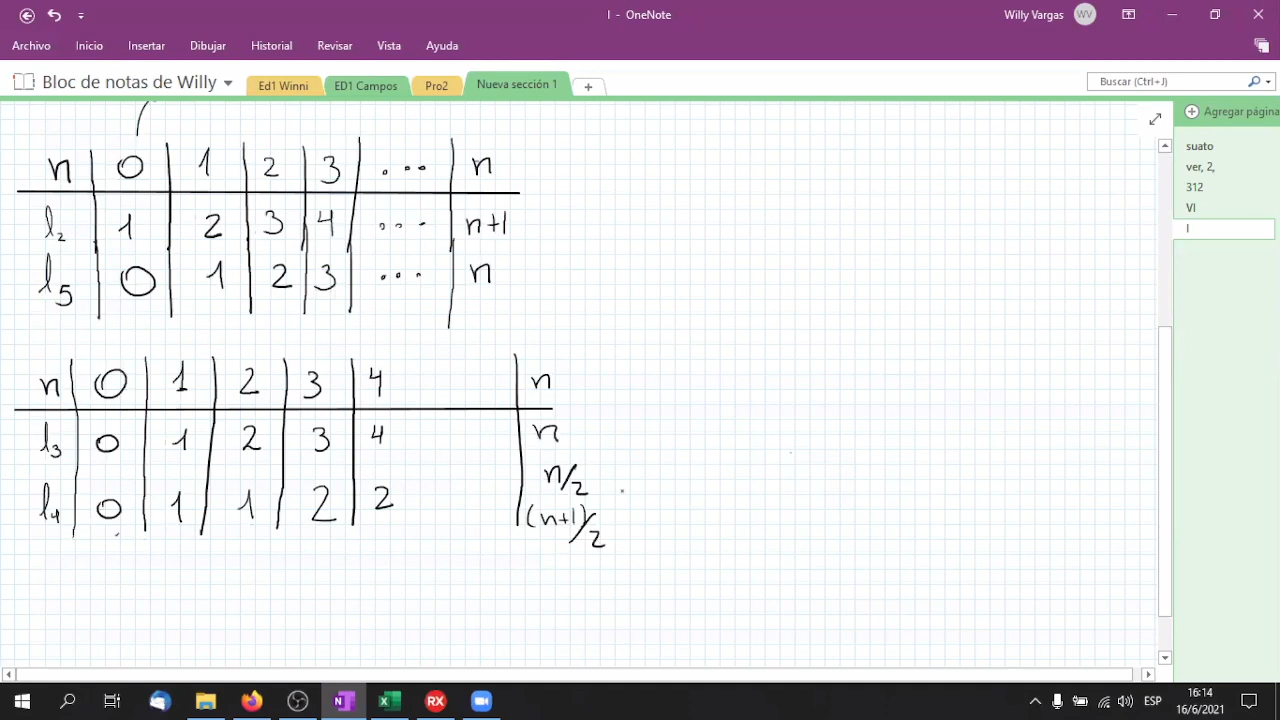 I - OneNote
Willy Vargas WV
Archivo Inicio Insertar Dibujar Historial Revisar Vista Ayuda
Bloc de notas de Willy
Ed1 Winni ED1 Campos Pro2 Nueva sección 1 +
Buscar (Ctrl+J)
Agregar página
suato
ver, 2,
312
VI
I
n 0 1 2 3 ... n
l₂ 1 2 3 4 ... n+1
l₅ 0 1 2 3 ... n
n 0 1 2 3 4 n
l₃ 0 1 2 3 4 n
n/2
l₄ 0 1 1 2 2 (n+1)/2
RX
ESP
16:14
16/6/2021